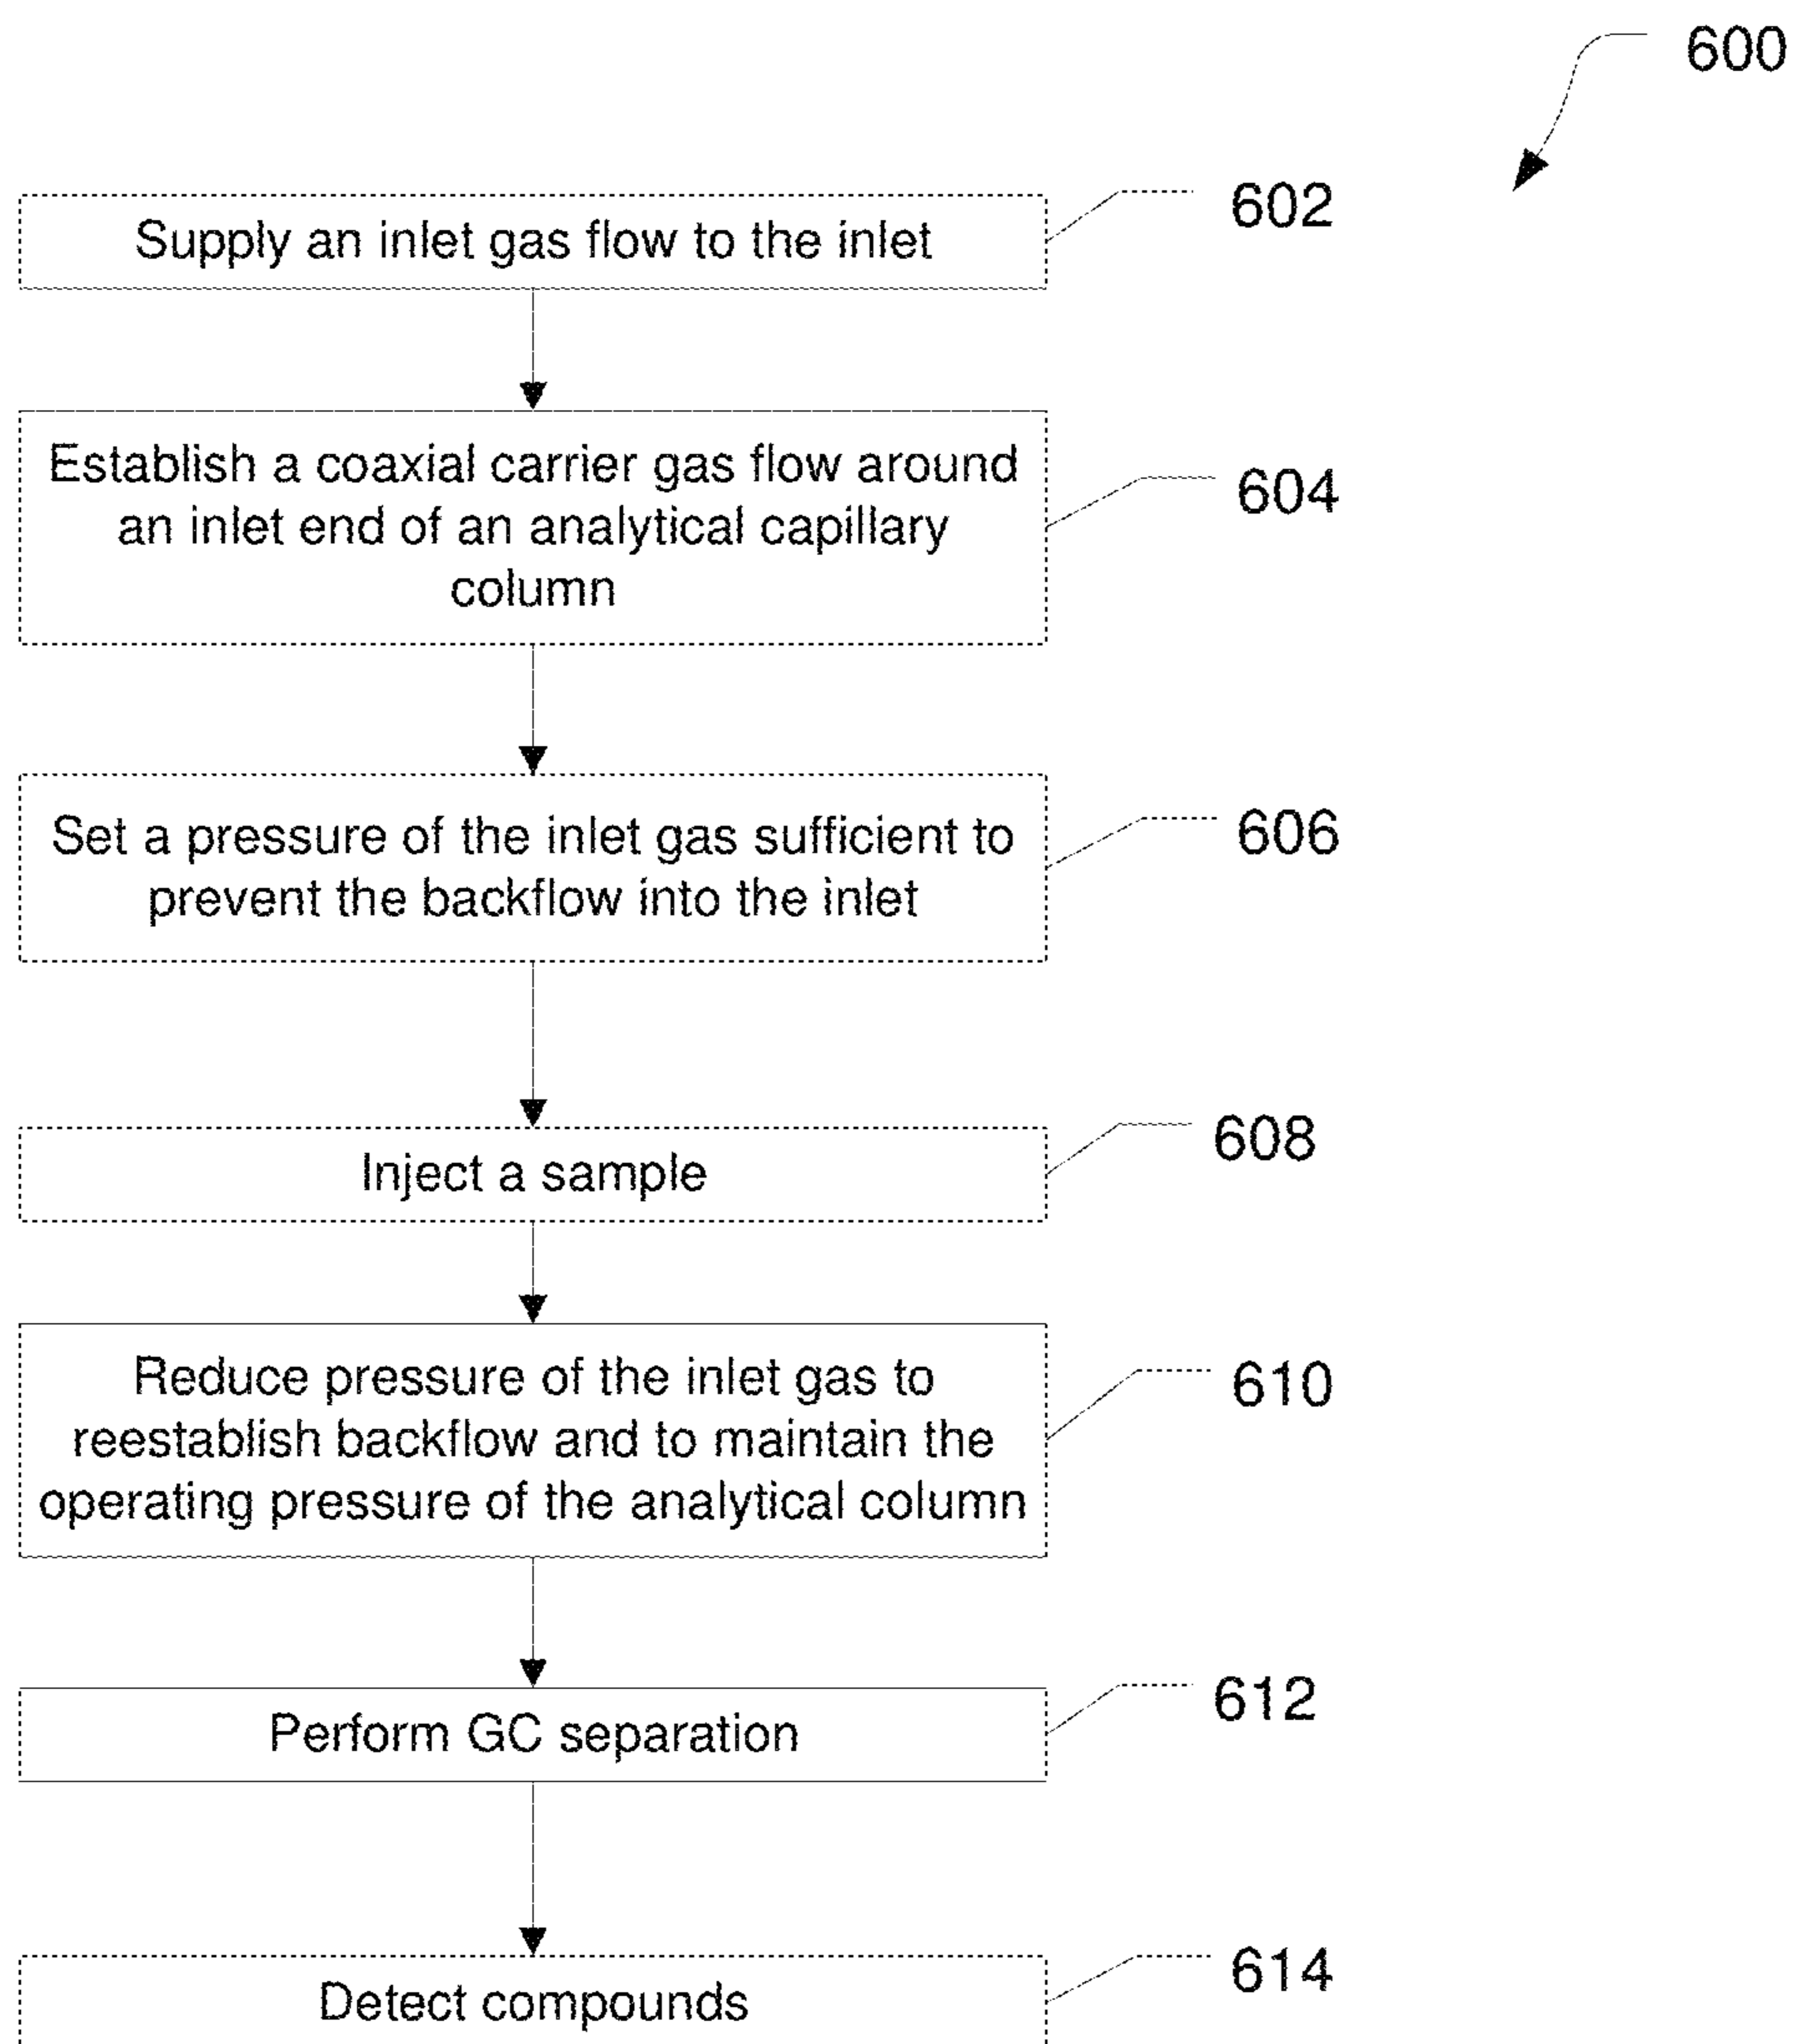 600
Supply an inlet gas flow to the inlet
602
Establish a coaxial carrier gas flow around
an inlet end of an analytical capillary
column
604
Set a pressure of the inlet gas sufficient to
prevent the backflow into the inlet
606
Inject a sample
608
Reduce pressure of the inlet gas to
reestablish backflow and to maintain the
operating pressure of the analytical column
610
Perform GC separation
612
Detect compounds
614